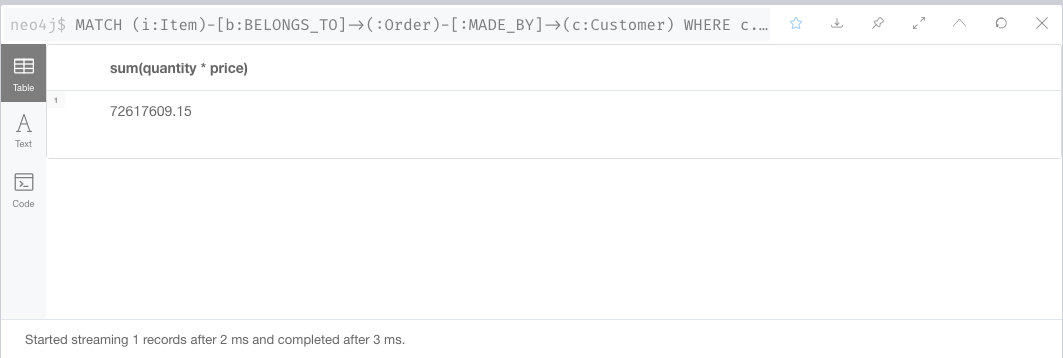 neo4j$ MATCH (i:Item)-[b:BELONGS_TO]->(:Order)-[:MADE_BY]->(c:Customer) WHERE c.…
Table
sum(quantity * price)
1
72617609.15
A
Text
Code
Started streaming 1 records after 2 ms and completed after 3 ms.